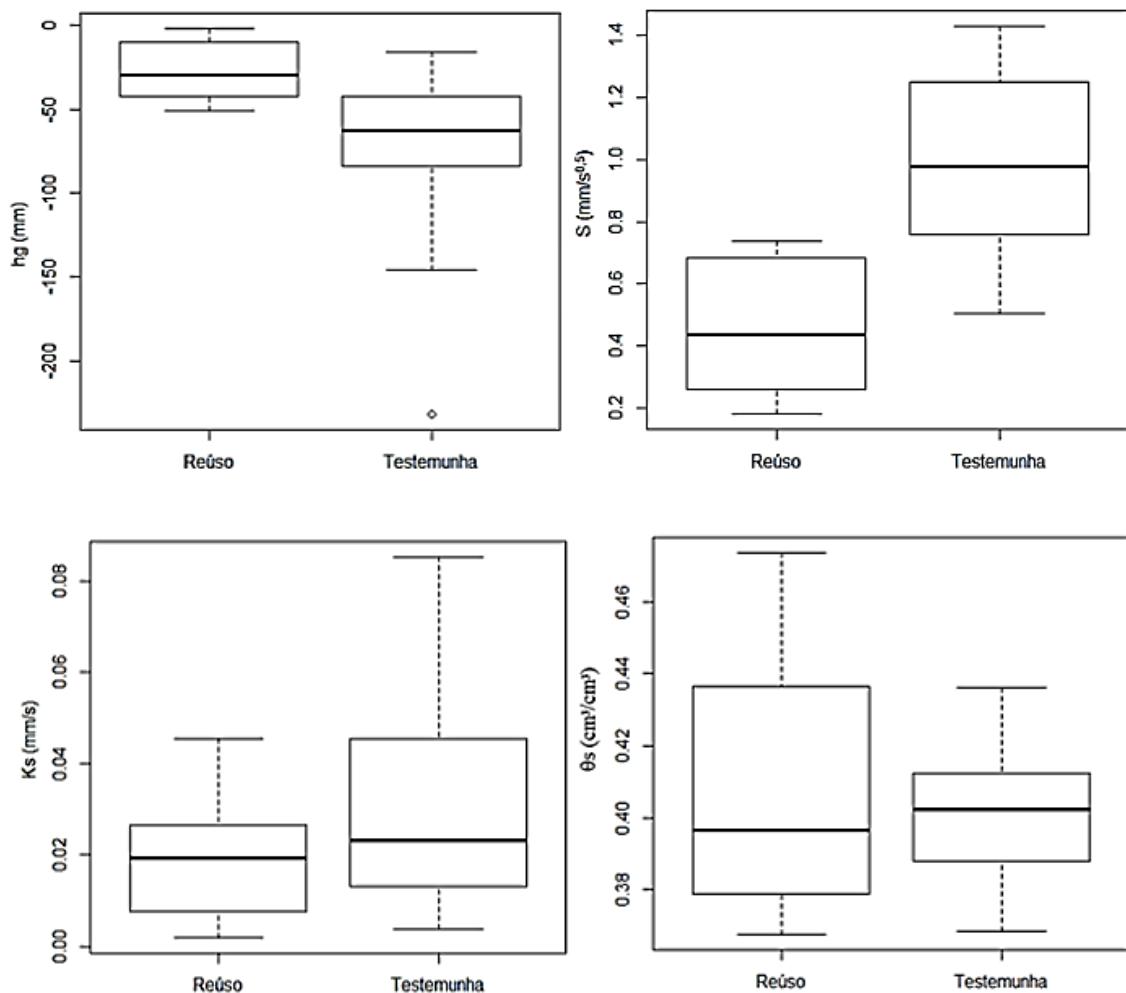 hg (mm)
0
-50
-100
-150
-200
Reúso
Testemunha
S (mm/s⁰,⁵)
1.4
1.2
1.0
0.8
0.6
0.4
0.2
Reúso
Testemunha
Ks (mm/s)
0.08
0.06
0.04
0.02
0.00
Reúso
Testemunha
θs (cm³/cm³)
0.46
0.44
0.42
0.40
0.38
Reúso
Testemunha